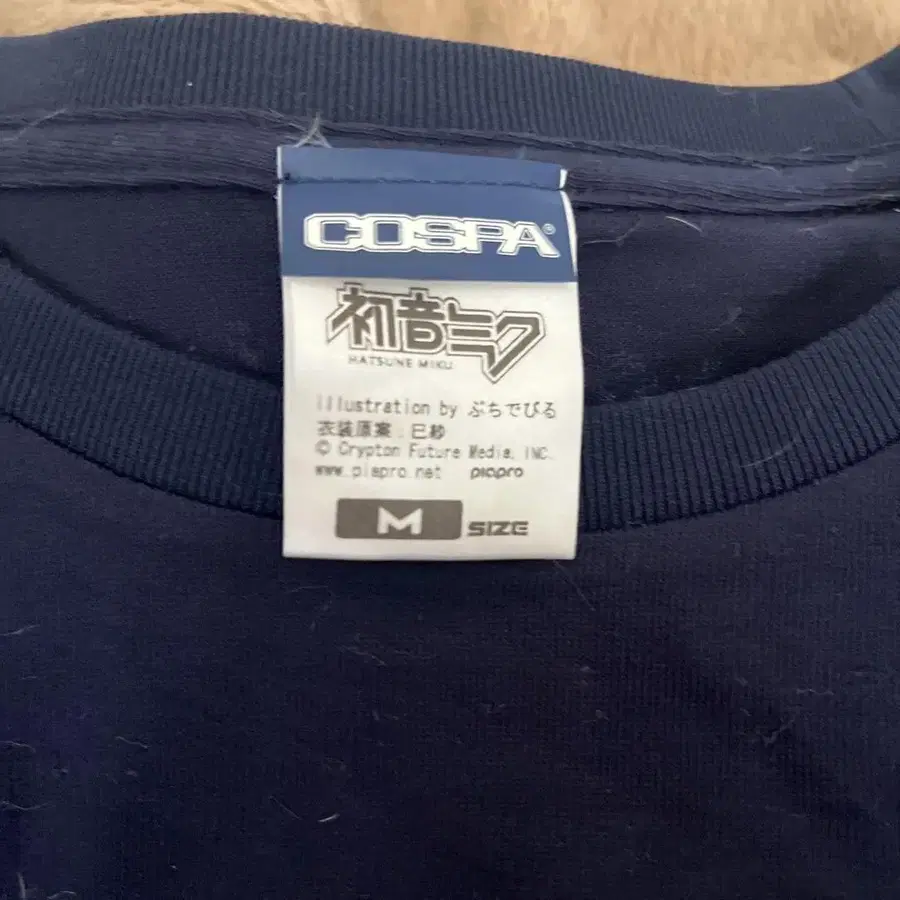 COSPA®
初音ミク
HATSUNE MIKU
illustration by ぷちでびる
衣装原案：巳紗
© Crypton Future Media, INC.
www.piapro.net piapro
M SIZE